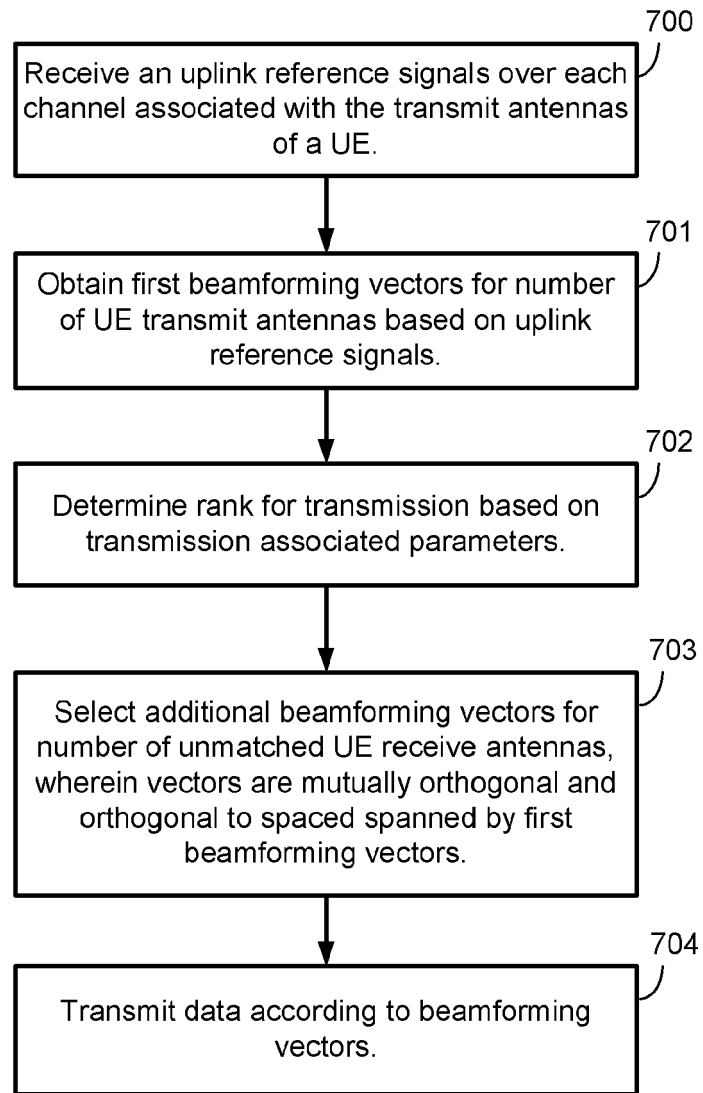 700
Receive an uplink reference signals over each
channel associated with the transmit antennas
of a UE.
701
Obtain first beamforming vectors for number
of UE transmit antennas based on uplink
reference signals.
702
Determine rank for transmission based on
transmission associated parameters.
703
Select additional beamforming vectors for
number of unmatched UE receive antennas,
wherein vectors are mutually orthogonal and
orthogonal to spaced spanned by first
beamforming vectors.
704
Transmit data according to beamforming
vectors.